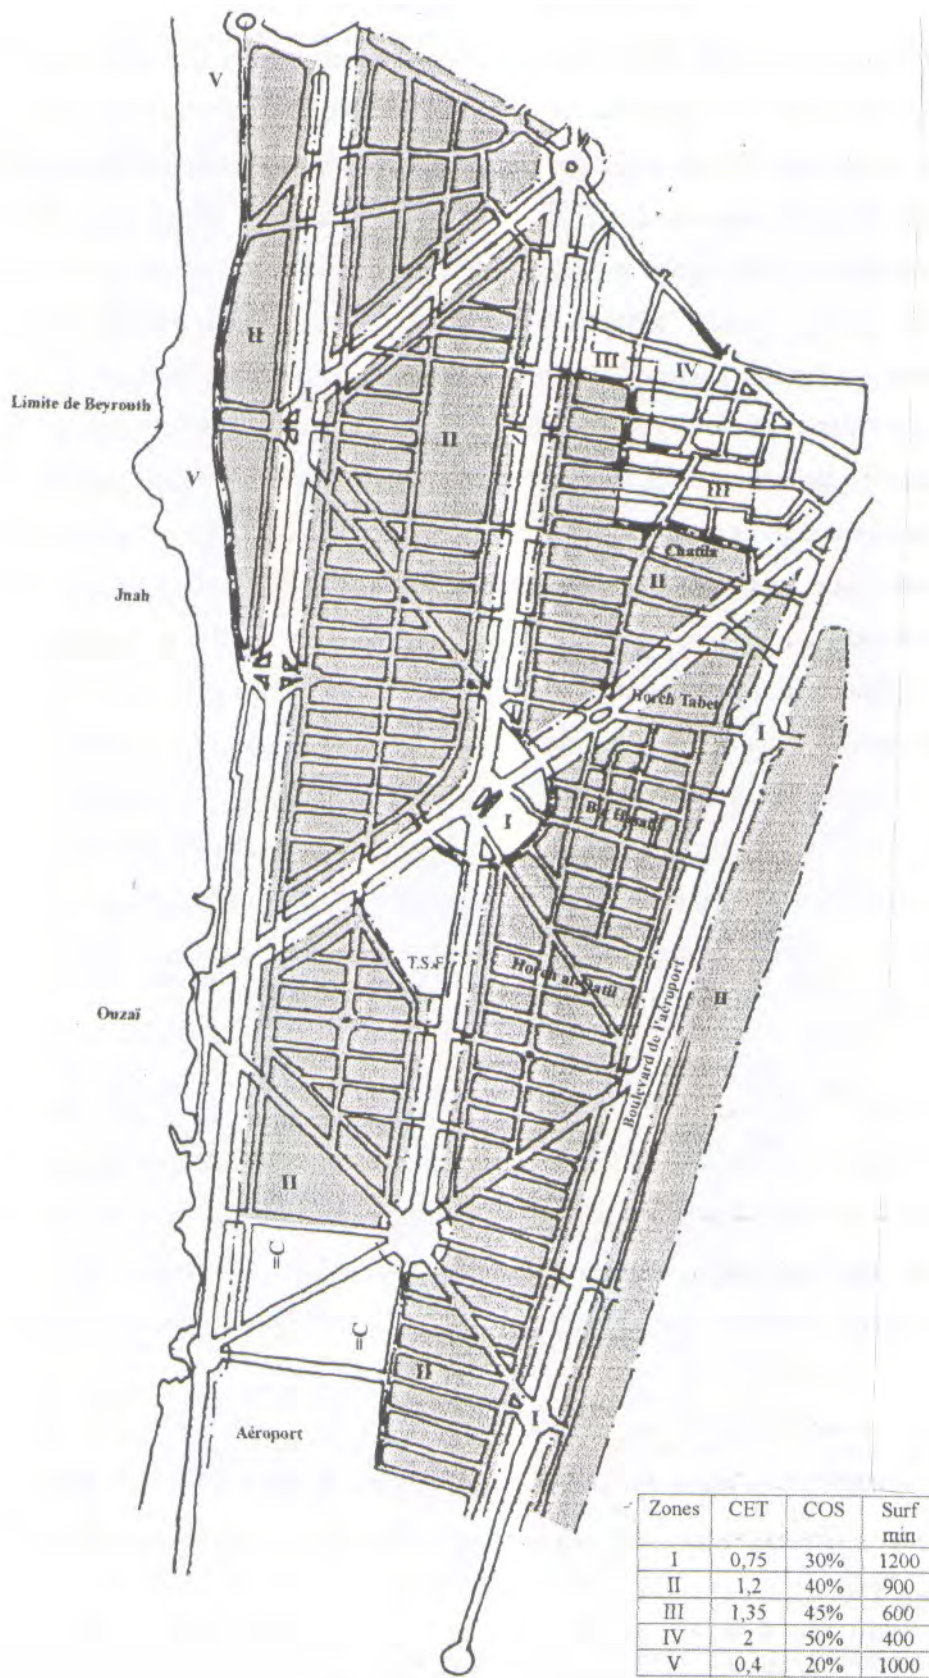 V
II
III
IV
I
Limite de Beyrouth
II
V
III
Chatila
II
Jnah
Horch Tabet
I
Bir Hassan
I
T.S.F.
Horch al-Qatil
II
Ouzaï
Boulevard de l'aéroport
II
II
Aéroport
I
Zones CET COS Surf min
I 0,75 30% 1200
II 1,2 40% 900
III 1,35 45% 600
IV 2 50% 400
V 0,4 20% 1000